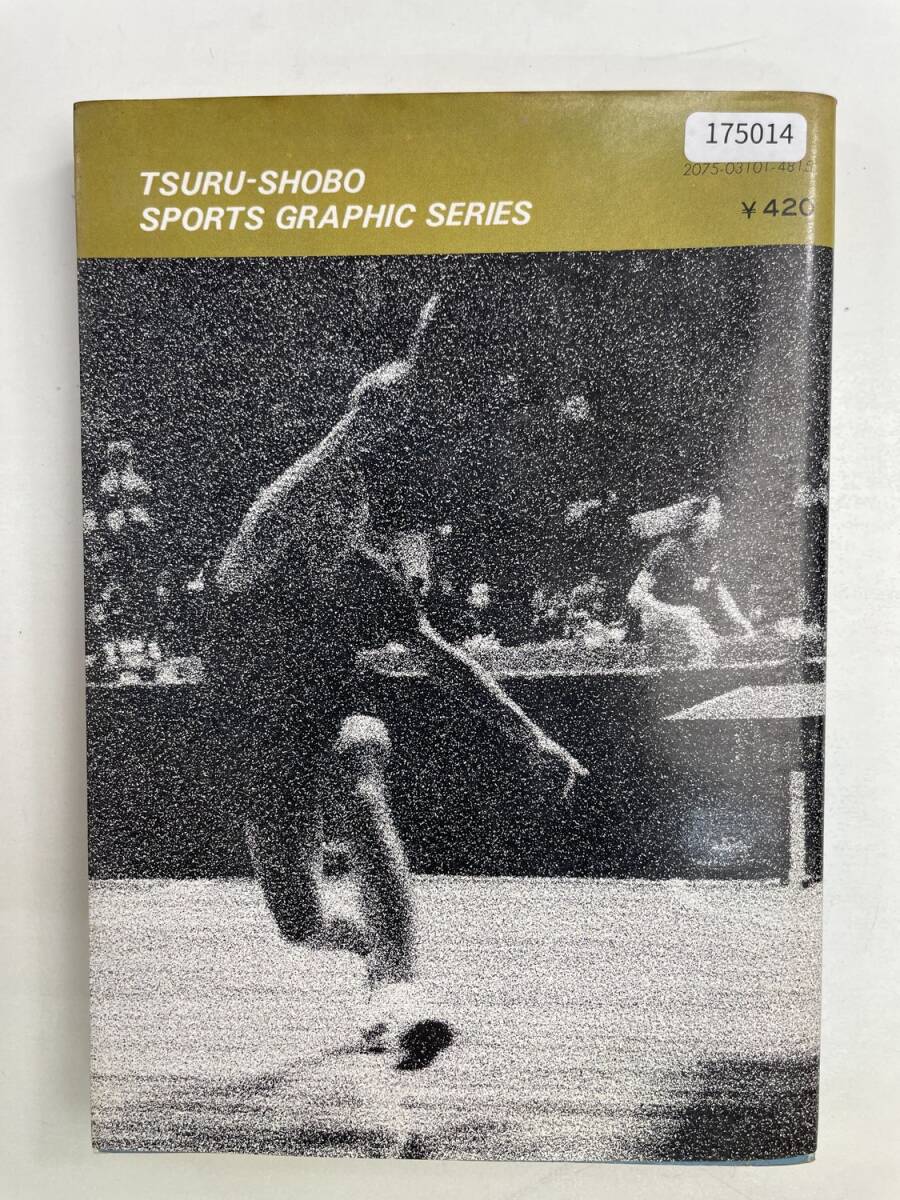 175014
2075-03101-4815
TSURU-SHOBO
SPORTS GRAPHIC SERIES
¥420